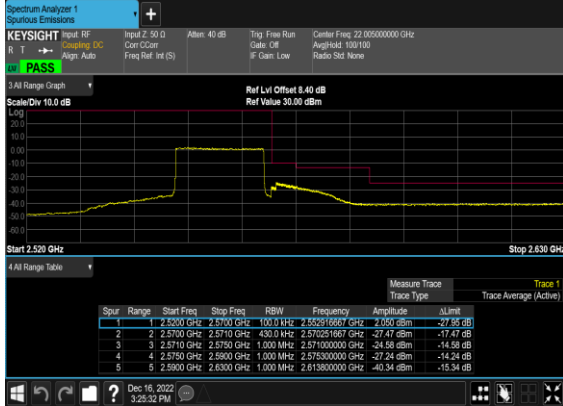 Spectrum Analyzer 1
Spurious Emissions
+
KEYSIGHT Input: RF Input Z: 50 Ω Atten: 40 dB Trig: Free Run Center Freq: 22.005000000 GHz
R T Coupling: DC Corr CCorr Gate: Off Avg|Hold: 100/100
Align: Auto Freq Ref: Int (S) IF Gain: Low Radio Std: None
PASS
3 All Range Graph Ref Lvl Offset 8.40 dB
Scale/Div 10.0 dB Ref Value 30.00 dBm
Log
20.0
10.0
0.00
-10.0
-20.0
-30.0
-40.0
-50.0
-60.0
Start 2.520 GHz Stop 2.630 GHz
4 All Range Table
Measure Trace Trace 1
Trace Type Trace Average (Active)
Spur Range Start Freq Stop Freq RBW Frequency Amplitude ΔLimit
1 1 2.5200 GHz 2.5700 GHz 100.0 kHz 2.552916667 GHz 2.050 dBm -27.95 dB
2 2 2.5700 GHz 2.5710 GHz 430.0 kHz 2.570251667 GHz -27.47 dBm -17.47 dB
3 3 2.5710 GHz 2.5750 GHz 1.000 MHz 2.571000000 GHz -24.58 dBm -14.58 dB
4 4 2.5750 GHz 2.5900 GHz 1.000 MHz 2.575300000 GHz -27.24 dBm -14.24 dB
5 5 2.5900 GHz 2.6300 GHz 1.000 MHz 2.613800000 GHz -40.34 dBm -15.34 dB
? Dec 16, 2022
3:25:32 PM